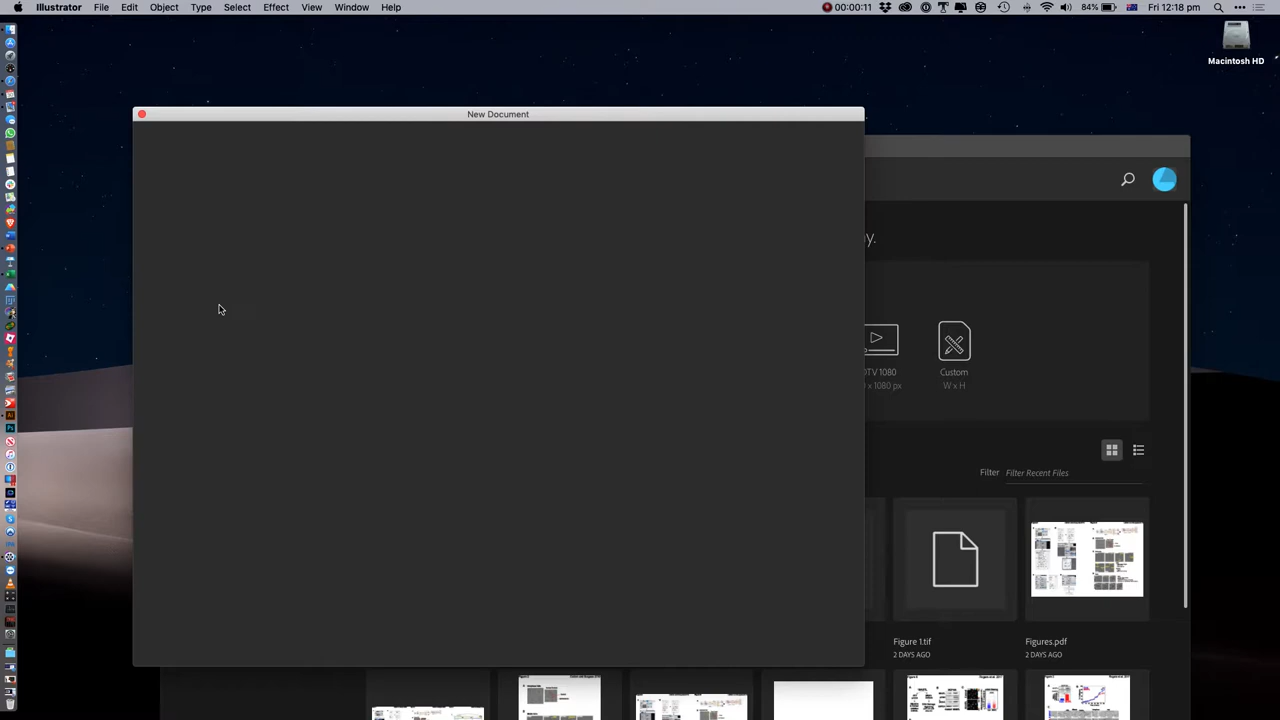 Illustrator File Edit Object Type Select Effect View Window Help 00:00:11 84% Fri 12:18 pm
Macintosh HD
New Document
ay.
DTV 1080
x 1080 px
Custom
W x H
Filter Filter Recent Files
Figure 1.tif
2 DAYS AGO
Figures.pdf
2 DAYS AGO